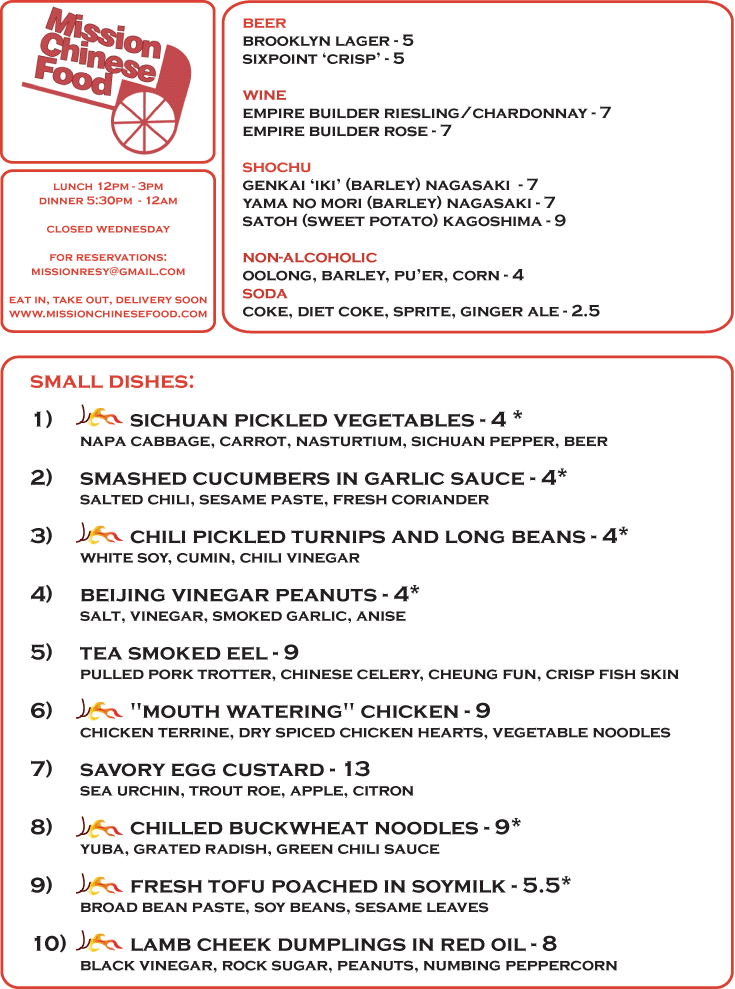 Mission
Chinese
Food
LUNCH 12PM - 3PM
DINNER 5:30PM - 12AM
CLOSED WEDNESDAY
FOR RESERVATIONS:
MISSIONRESY@GMAIL.COM
EAT IN, TAKE OUT, DELIVERY SOON
WWW.MISSIONCHINESEFOOD.COM
BEER
BROOKLYN LAGER - 5
SIXPOINT ‘CRISP’ - 5
WINE
EMPIRE BUILDER RIESLING/CHARDONNAY - 7
EMPIRE BUILDER ROSE - 7
SHOCHU
GENKAI ‘IKI’ (BARLEY) NAGASAKI - 7
YAMA NO MORI (BARLEY) NAGASAKI - 7
SATOH (SWEET POTATO) KAGOSHIMA - 9
NON-ALCOHOLIC
OOLONG, BARLEY, PU’ER, CORN - 4
SODA
COKE, DIET COKE, SPRITE, GINGER ALE - 2.5
SMALL DISHES:
1) SICHUAN PICKLED VEGETABLES - 4 *
NAPA CABBAGE, CARROT, NASTURTIUM, SICHUAN PEPPER, BEER
2) SMASHED CUCUMBERS IN GARLIC SAUCE - 4*
SALTED CHILI, SESAME PASTE, FRESH CORIANDER
3) CHILI PICKLED TURNIPS AND LONG BEANS - 4*
WHITE SOY, CUMIN, CHILI VINEGAR
4) BEIJING VINEGAR PEANUTS - 4*
SALT, VINEGAR, SMOKED GARLIC, ANISE
5) TEA SMOKED EEL - 9
PULLED PORK TROTTER, CHINESE CELERY, CHEUNG FUN, CRISP FISH SKIN
6) "MOUTH WATERING" CHICKEN - 9
CHICKEN TERRINE, DRY SPICED CHICKEN HEARTS, VEGETABLE NOODLES
7) SAVORY EGG CUSTARD - 13
SEA URCHIN, TROUT ROE, APPLE, CITRON
8) CHILLED BUCKWHEAT NOODLES - 9*
YUBA, GRATED RADISH, GREEN CHILI SAUCE
9) FRESH TOFU POACHED IN SOYMILK - 5.5*
BROAD BEAN PASTE, SOY BEANS, SESAME LEAVES
10) LAMB CHEEK DUMPLINGS IN RED OIL - 8
BLACK VINEGAR, ROCK SUGAR, PEANUTS, NUMBING PEPPERCORN